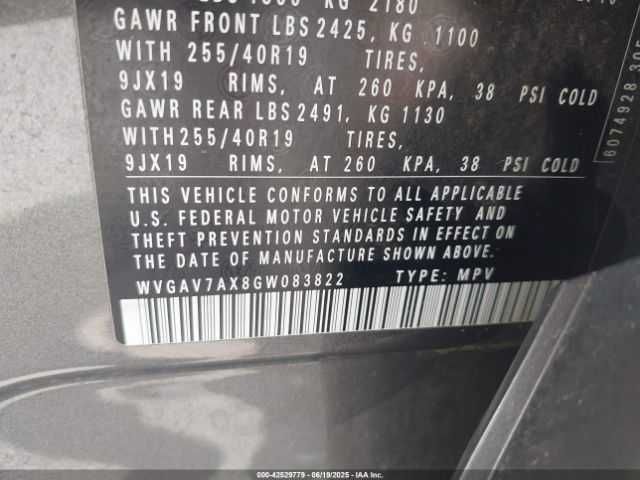 KG 2180
GAWR FRONT LBS 2425, KG 1100
WITH 255/40R19 TIRES,
9JX19 RIMS, AT 260 KPA, 38 PSI COLD
GAWR REAR LBS 2491, KG 1130
WITH 255/40R19 TIRES,
9JX19 RIMS, AT 260 KPA, 38 PSI COLD
THIS VEHICLE CONFORMS TO ALL APPLICABLE
U.S. FEDERAL MOTOR VEHICLE SAFETY AND
THEFT PREVENTION STANDARDS IN EFFECT ON
THE DATE OF MANUFACTURE SHOWN ABOVE.
WVGAV7AX8GW083822 TYPE: MPV
6074928
000-42529779 - 06/19/2025 - IAA Inc.